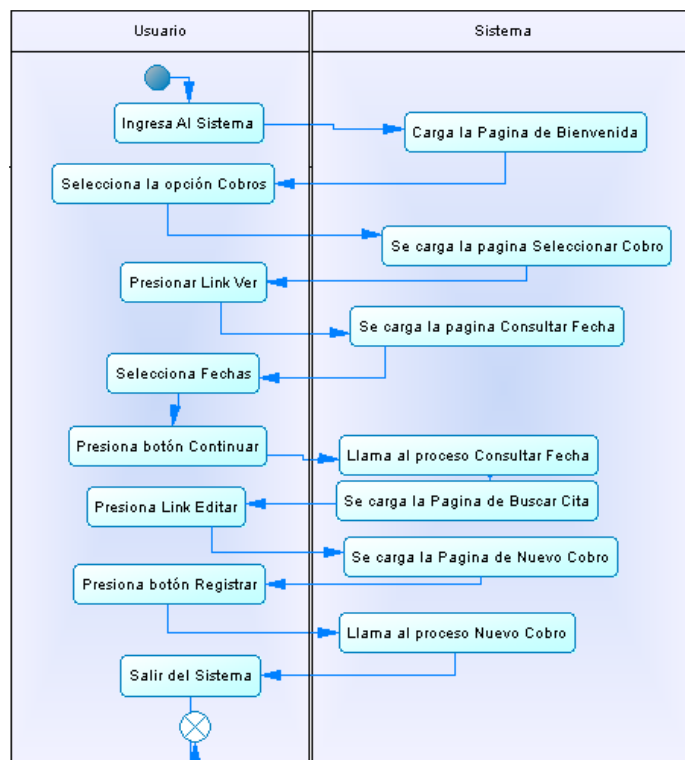 Usuario
Sistema
Ingresa Al Sistema
Carga la Pagina de Bienvenida
Selecciona la opción Cobros
Se carga la pagina Seleccionar Cobro
Presionar Link Ver
Se carga la pagina Consultar Fecha
Selecciona Fechas
Presiona botón Continuar
Llama al proceso Consultar Fecha
Se carga la Pagina de Buscar Cita
Presiona Link Editar
Se carga la Pagina de Nuevo Cobro
Presiona botón Registrar
Llama al proceso Nuevo Cobro
Salir del Sistema